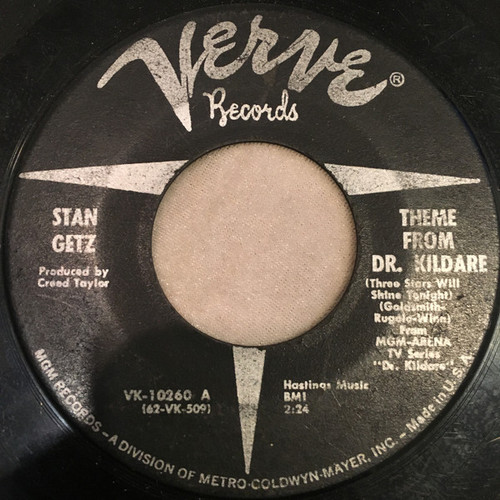 Verve®
Records
STAN
GETZ
Produced by
Creed Taylor
THEME
FROM
DR. KILDARE
(Three Stars Will
Shine Tonight)
(Goldsmith-
Rugolo-Winn)
From
MGM-ARENA
TV Series
"Dr. Kildare"
VK-10260 A
(62-VK-509)
Hastings Music
BMI
2:24
MGM RECORDS—A DIVISION OF METRO-GOLDWYN-MAYER, INC.—Made in U.S.A.